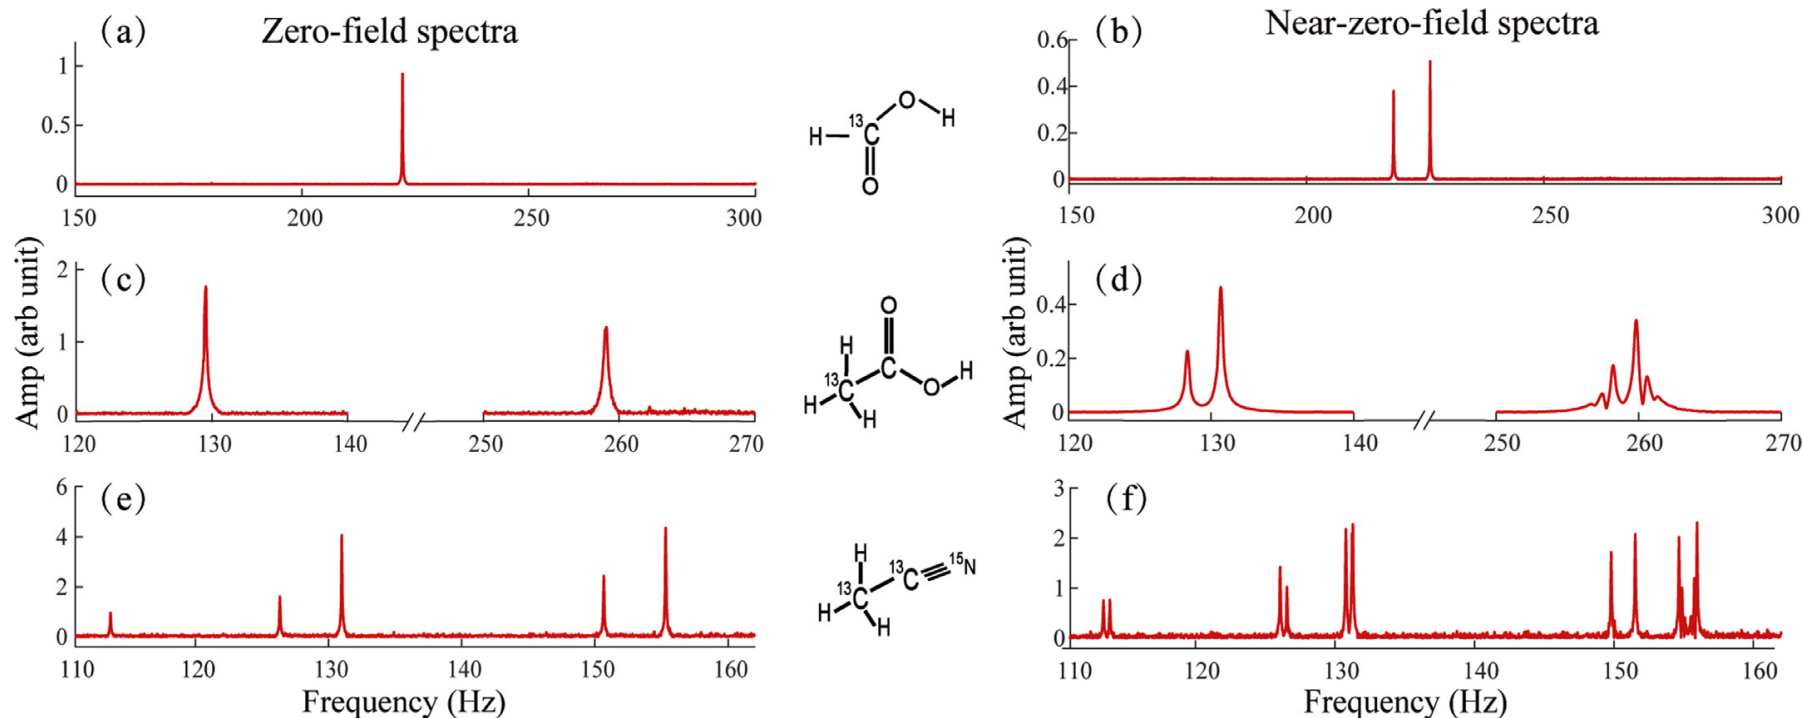 (a) Zero-field spectra
1
0.5
0
150 200 250 300
H 13 C O H
O
(b) Near-zero-field spectra
0.6
0.4
0.2
0
150 200 250 300
Amp (arb unit)
(c)
2
1
0
120 130 140 250 260 270
O
H
13 C C O H
H H
Amp (arb unit)
(d)
0.4
0.2
0
120 130 140 250 260 270
(e)
6
4
2
0
110 120 130 140 150 160
Frequency (Hz)
H 13 C 15 N
13 C
H H
(f)
3
2
1
0
110 120 130 140 150 160
Frequency (Hz)